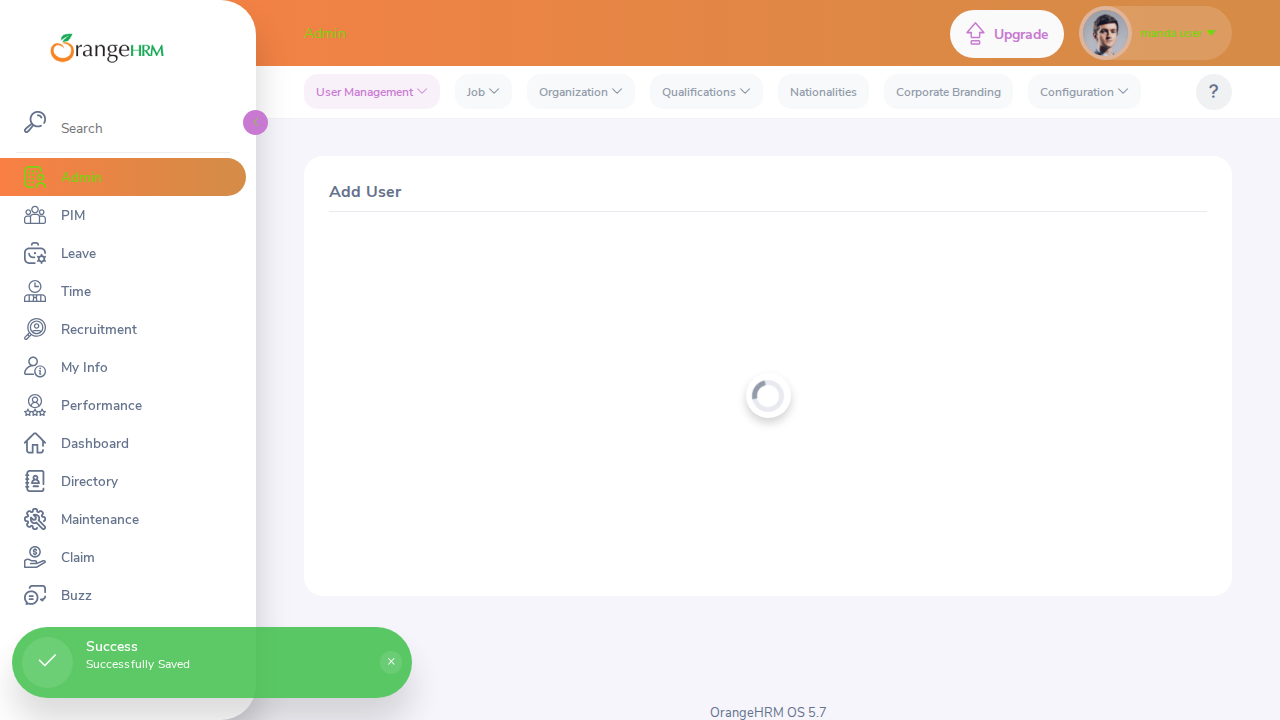 OrangeHRM
Search
Admin
PIM
Leave
Time
Recruitment
My Info
Performance
Dashboard
Directory
Maintenance
Claim
Buzz
Admin
Upgrade
manda user
User Management
Job
Organization
Qualifications
Nationalities
Corporate Branding
Configuration
?
Add User
Success
Successfully Saved
×
OrangeHRM OS 5.7